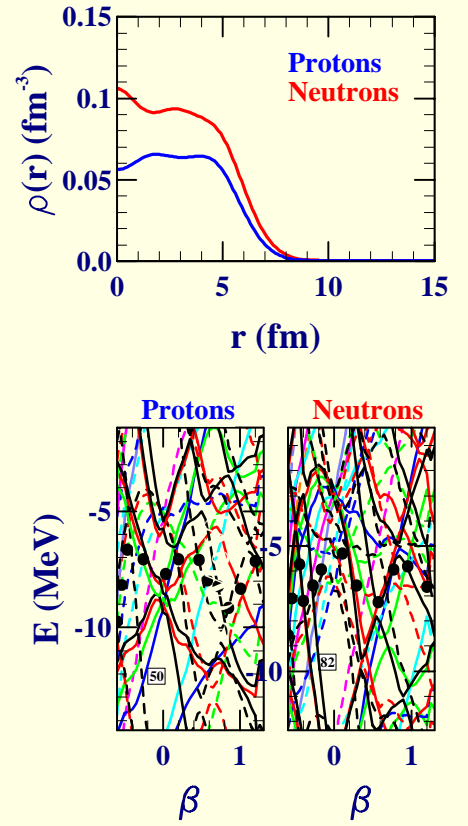 0.15
0.1
0.05
0.0
ρ(r) (fm-3)
Protons
Neutrons
0 5 10 15
r (fm)
Protons Neutrons
-5
-10
E (MeV)
-5
10
50
82
0 1 0 1
β β